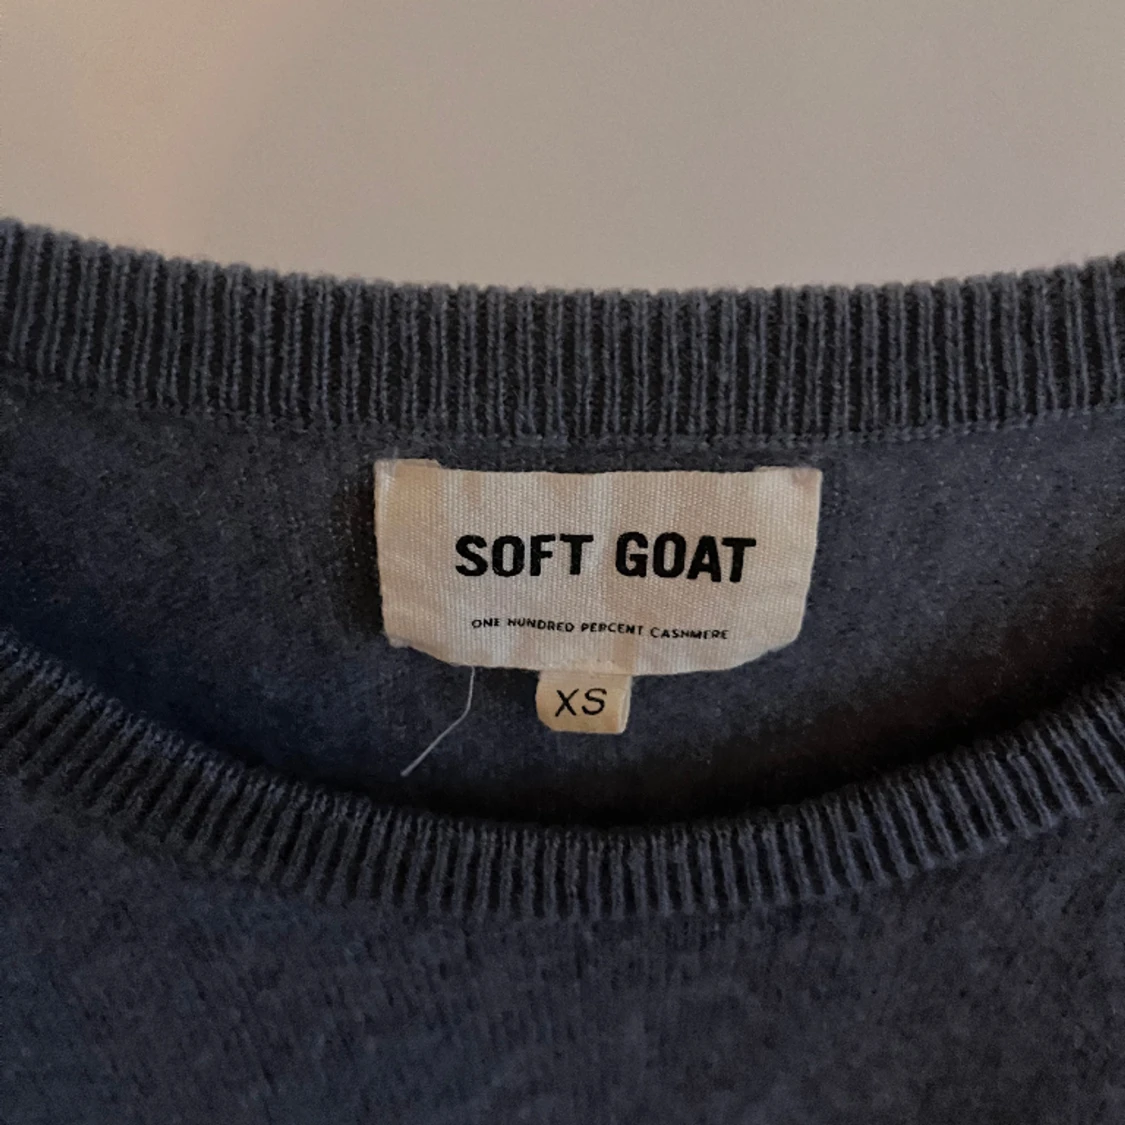 SOFT GOAT
ONE HUNDRED PERCENT CASHMERE
XS